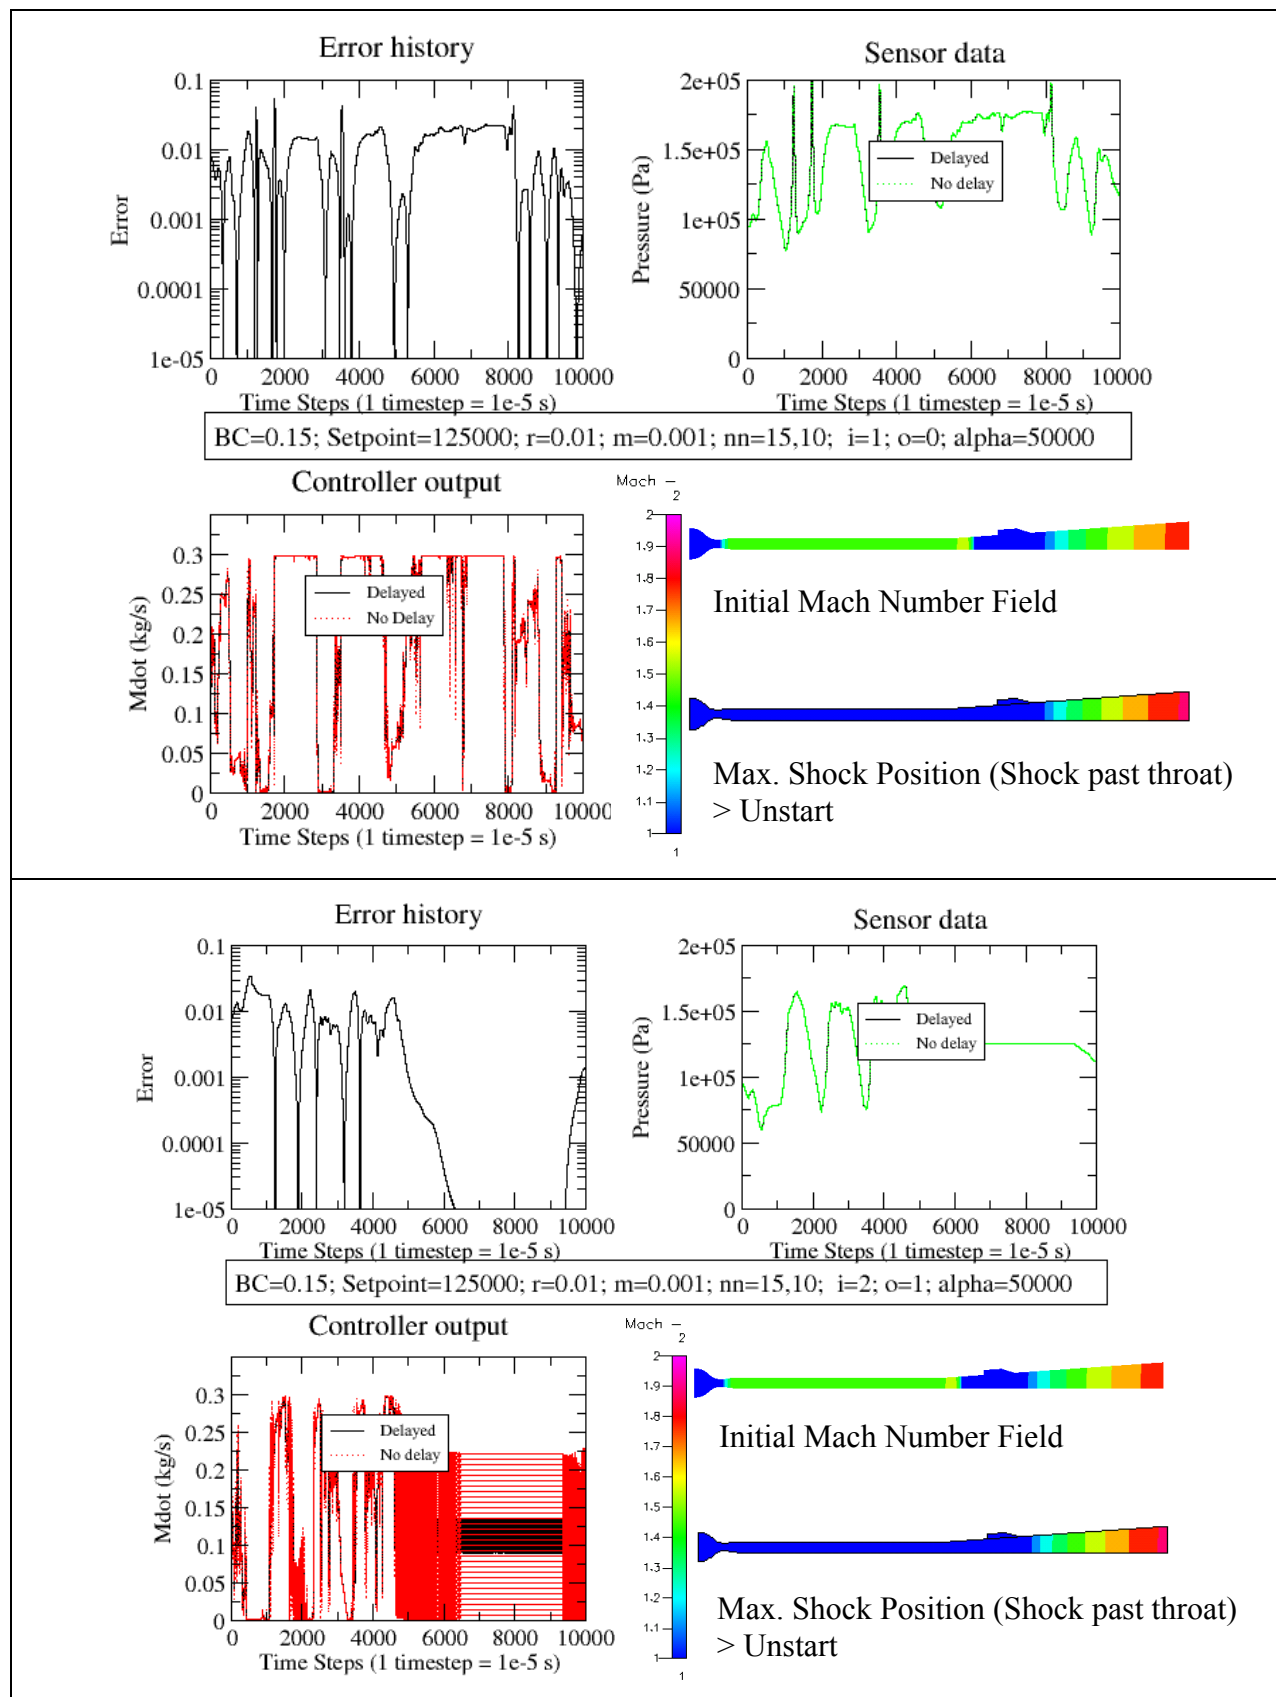 Error history
0.1
0.01
0.001
0.0001
1e-05
Error
0 2000 4000 6000 8000 10000
Time Steps (1 timestep = 1e-5 s)
Sensor data
2e+05
1.5e+05
1e+05
50000
0
Pressure (Pa)
Delayed
No delay
0 2000 4000 6000 8000 10000
Time Steps (1 timestep = 1e-5 s)
BC=0.15; Setpoint=125000; r=0.01; m=0.001; nn=15,10; i=1; o=0; alpha=50000
Controller output
0.3
0.25
0.2
0.15
0.1
0.05
0
Mdot (kg/s)
Delayed
No Delay
0 2000 4000 6000 8000 10000
Time Steps (1 timestep = 1e-5 s)
Mach -
2
2
1.9
1.8
1.7
1.6
1.5
1.4
1.3
1.2
1.1
1
1
Initial Mach Number Field
Max. Shock Position (Shock past throat)
> Unstart
Error history
0.1
0.01
0.001
0.0001
1e-05
Error
0 2000 4000 6000 8000 10000
Time Steps (1 timestep = 1e-5 s)
Sensor data
2e+05
1.5e+05
1e+05
50000
0
Pressure (Pa)
Delayed
No delay
0 2000 4000 6000 8000 10000
Time Steps (1 timestep = 1e-5 s)
BC=0.15; Setpoint=125000; r=0.01; m=0.001; nn=15,10; i=2; o=1; alpha=50000
Controller output
0.3
0.25
0.2
0.15
0.1
0.05
0
Mdot (kg/s)
Delayed
No delay
0 2000 4000 6000 8000 10000
Time Steps (1 timestep = 1e-5 s)
Mach -
2
2
1.9
1.8
1.7
1.6
1.5
1.4
1.3
1.2
1.1
1
1
Initial Mach Number Field
Max. Shock Position (Shock past throat)
> Unstart